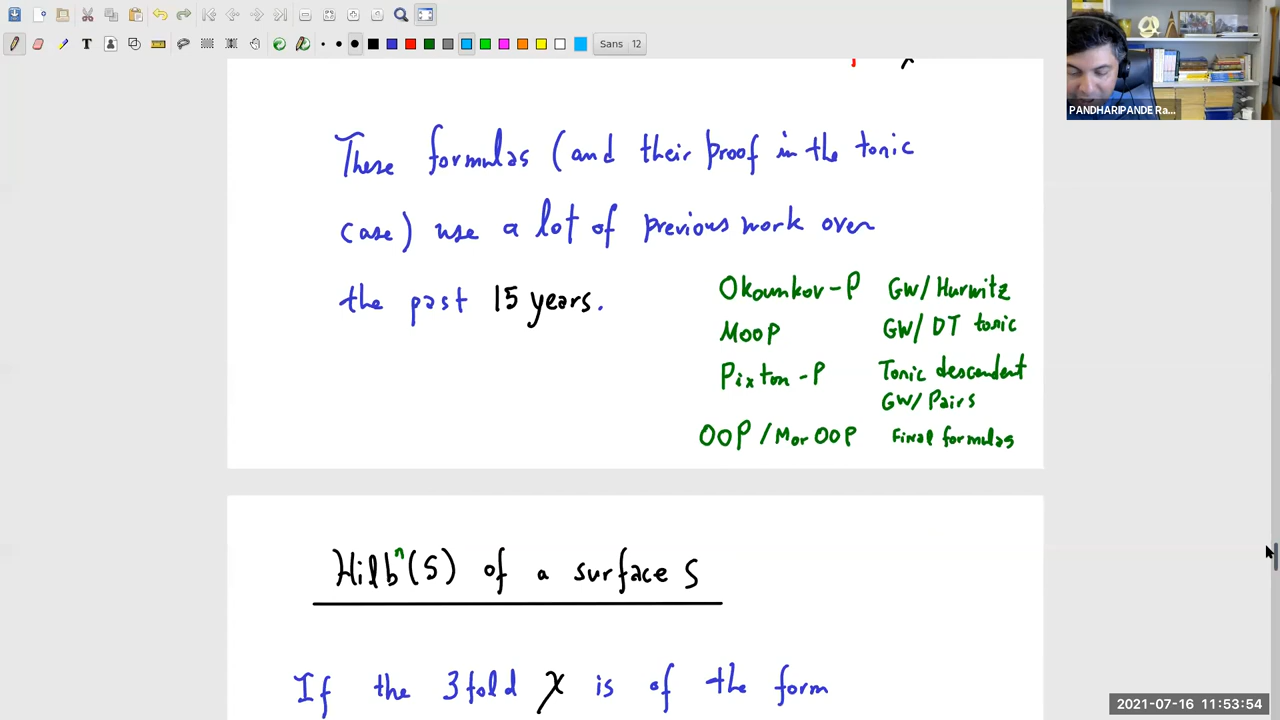 Sans 12
PANDHARIPANDE Ra...
These formulas (and their proof in the toric
case) use a lot of previous work over
the past 15 years.
Okounkov-P GW/Hurwitz
MOOP GW/DT toric
Pixton-P Toric descendent
GW/Pairs
OOP/MorOOP Final formulas
Hilbⁿ(S) of a surface S
If the 3fold X is of the form
2021-07-16 11:53:54